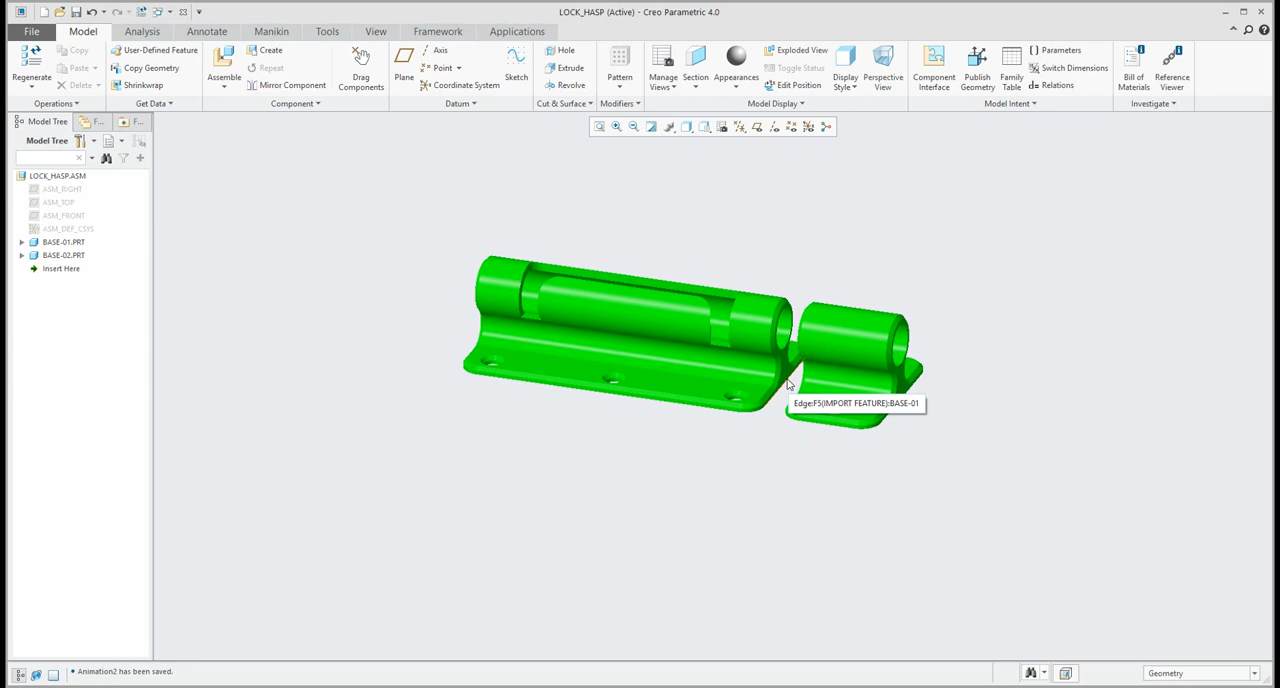 LOCK_HASP (Active) - Creo Parametric 4.0
File Model Analysis Annotate Manikin Tools View Framework Applications
Regenerate
Copy
Paste
Delete
Operations
User-Defined Feature
Copy Geometry
Shrinkwrap
Get Data
Assemble
Create
Repeat
Mirror Component
Component
Drag Components
Plane
Axis
Point
Coordinate System
Sketch
Datum
Hole
Extrude
Revolve
Cut & Surface
Pattern
Modifiers
Manage Views
Section
Appearances
Exploded View
Toggle Status
Edit Position
Display Style
Perspective View
Model Display
Component Interface
Publish Geometry
Family Table
Parameters
Switch Dimensions
Relations
Model Intent
Bill of Materials
Reference Viewer
Investigate
Model Tree F... F...
Model Tree
LOCK_HASP.ASM
ASM_RIGHT
ASM_TOP
ASM_FRONT
ASM_DEF_CSYS
BASE-01.PRT
BASE-02.PRT
Insert Here
Edge:F5(IMPORT FEATURE):BASE-01
Animation2 has been saved.
Geometry